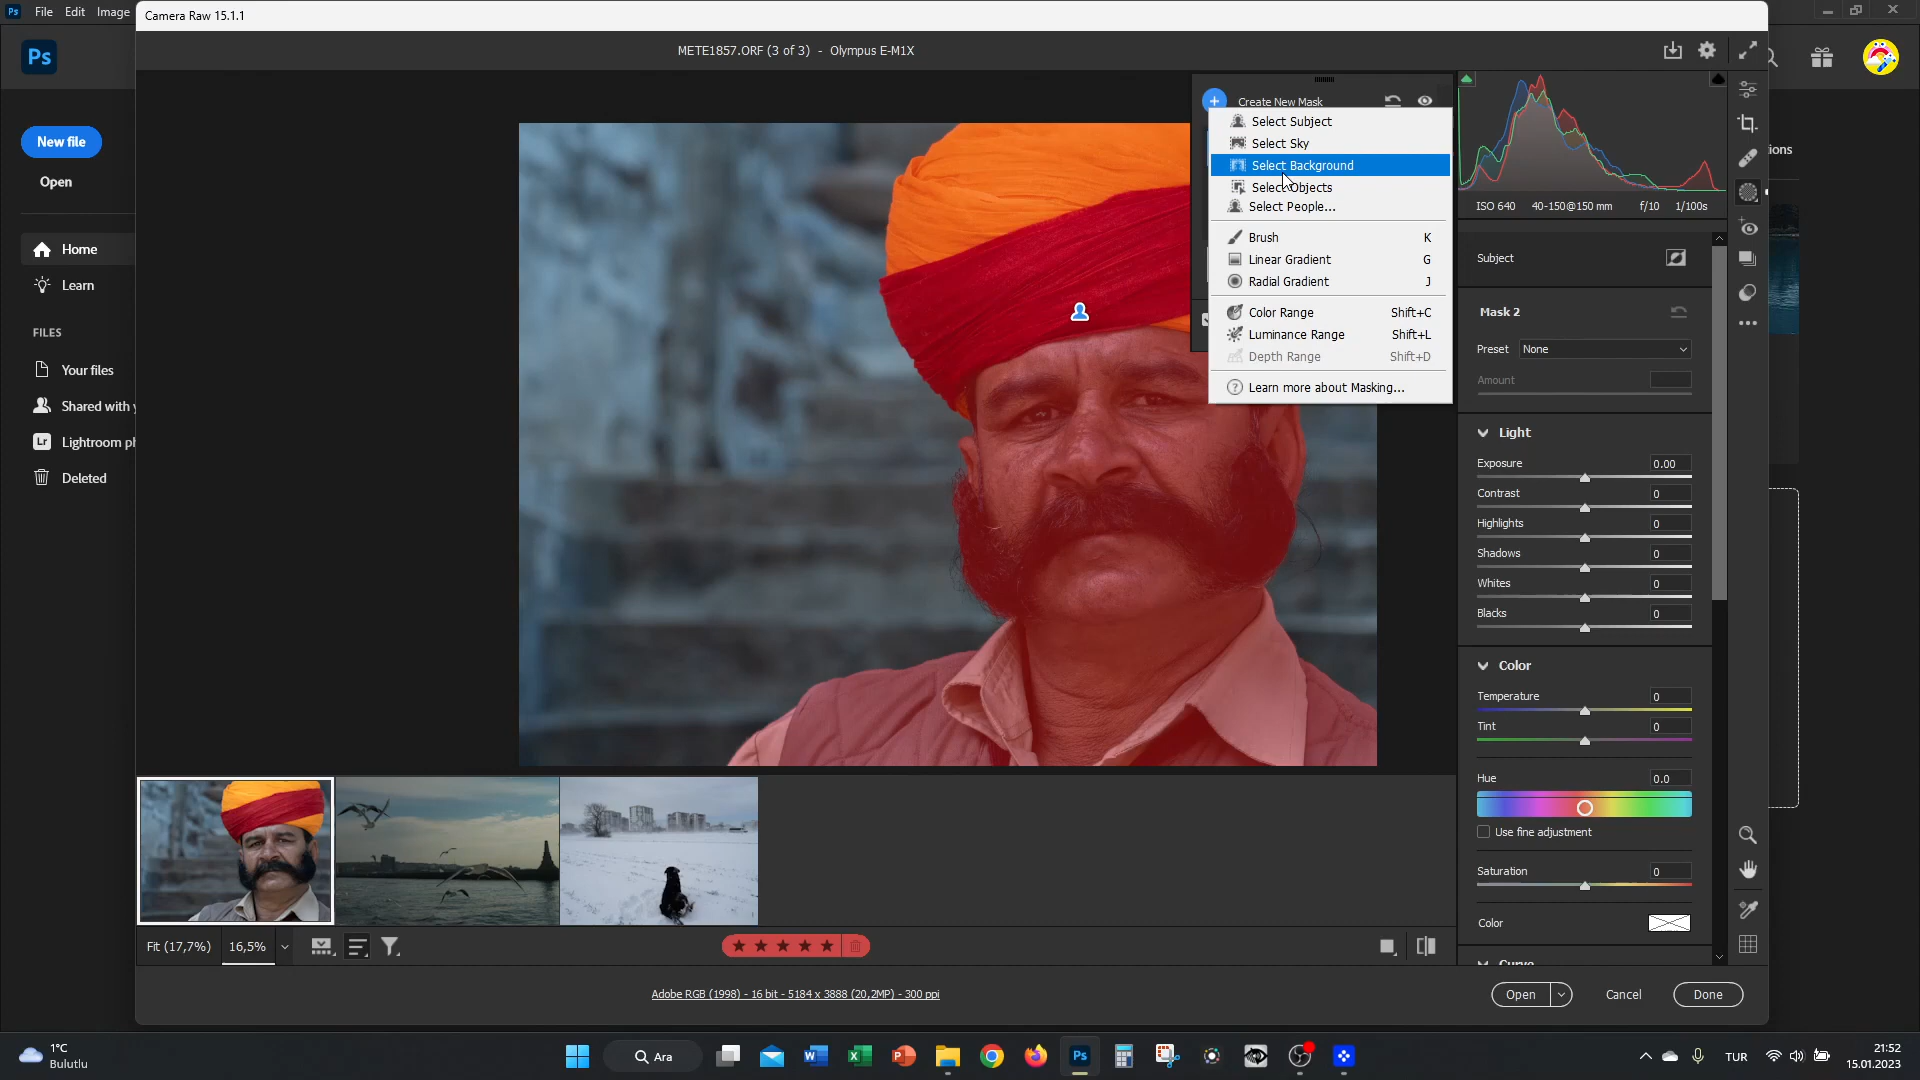 Ps File Edit Image
Camera Raw 15.1.1
METE1857.ORF (3 of 3) - Olympus E-M1X
Ps
New file
Open
Home
Learn
FILES
Your files
Shared with y
Lr Lightroom ph
Deleted
Create New Mask
Select Subject
Select Sky
Select Background
Select Objects
Select People...
Brush K
Linear Gradient G
Radial Gradient J
Color Range Shift+C
Luminance Range Shift+L
Depth Range Shift+D
Learn more about Masking...
ISO 640 40-150@150 mm f/10 1/100s
ions
Subject
Mask 2
Preset None
Amount
Light
Exposure 0.00
Contrast 0
Highlights 0
Shadows 0
Whites 0
Blacks 0
Color
Temperature 0
Tint 0
Hue 0.0
Use fine adjustment
Saturation 0
Color
Curve
Fit (17,7%) 16,5%
Adobe RGB (1998) - 16 bit - 5184 x 3888 (20,2MP) - 300 ppi
Open Cancel Done
1°C
Bulutlu
Ara
Ps
TUR
21:52
15.01.2023